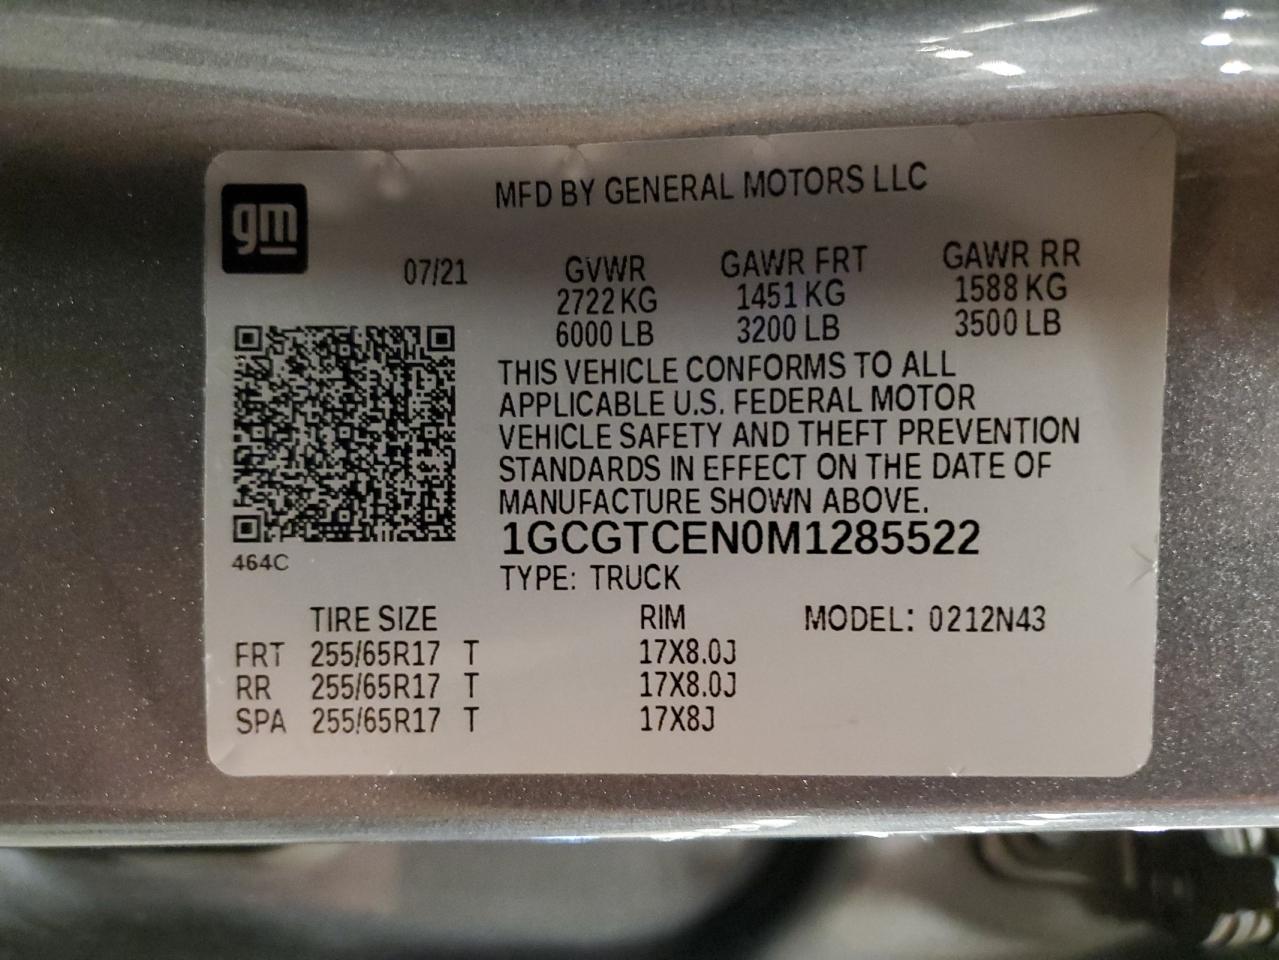 gm
MFD BY GENERAL MOTORS LLC
07/21 GVWR GAWR FRT GAWR RR
2722 KG 1451 KG 1588 KG
6000 LB 3200 LB 3500 LB
THIS VEHICLE CONFORMS TO ALL
APPLICABLE U.S. FEDERAL MOTOR
VEHICLE SAFETY AND THEFT PREVENTION
STANDARDS IN EFFECT ON THE DATE OF
MANUFACTURE SHOWN ABOVE.
1GCGTCEN0M1285522
464C
TYPE: TRUCK
TIRE SIZE RIM MODEL: 0212N43
FRT 255/65R17 T 17X8.0J
RR 255/65R17 T 17X8.0J
SPA 255/65R17 T 17X8J